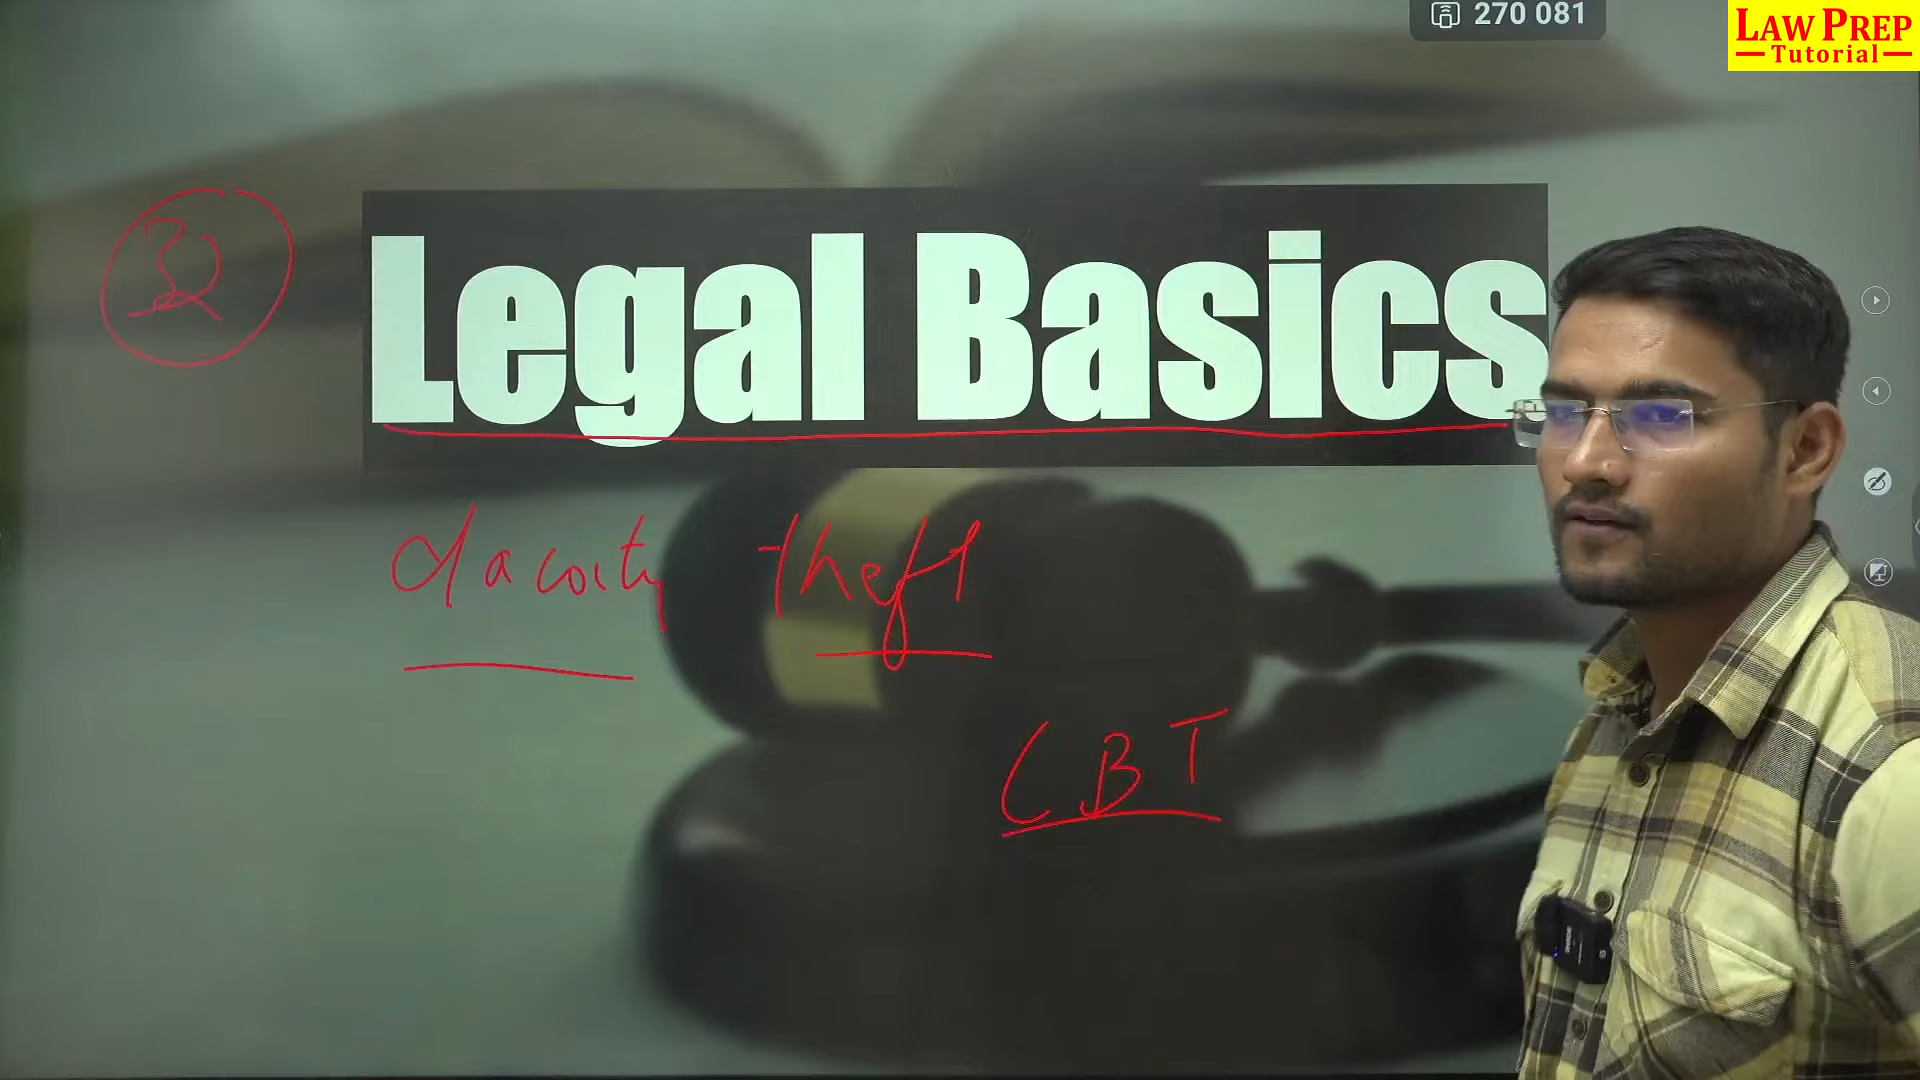 270 081
LAW PREP
Tutorial
32
Legal Basics
dacoity theft
CBT